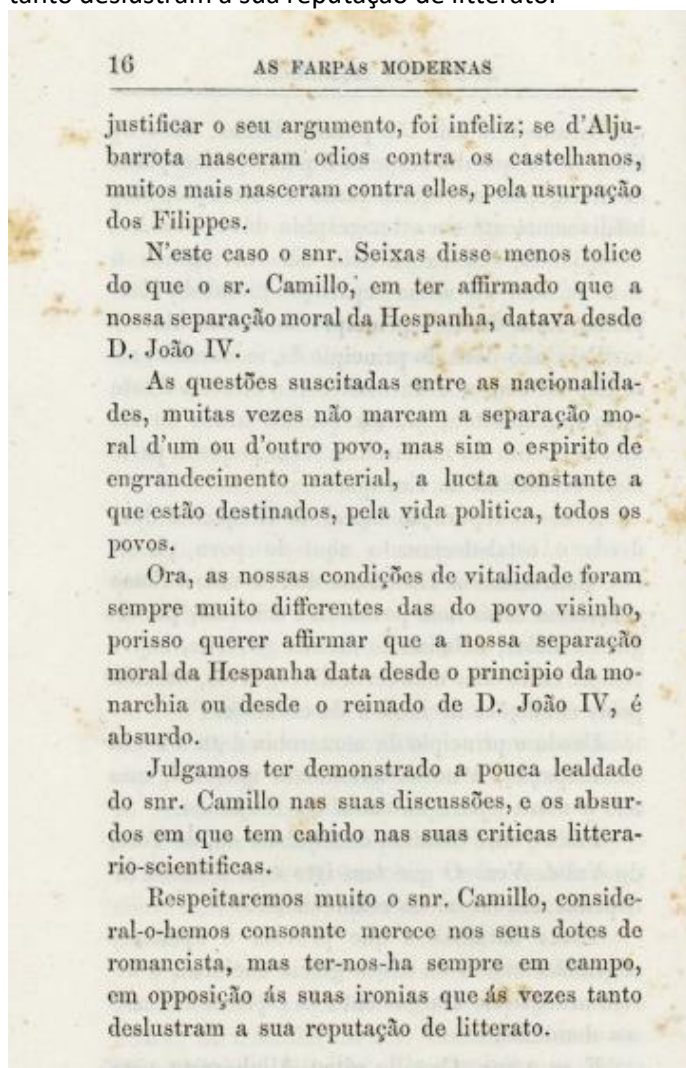 tanto deslustram a sua reputação de litterato.
16 AS FARPAS MODERNAS
justificar o seu argumento, foi infeliz; se d'Alju-
barrota nasceram odios contra os castelhanos,
muitos mais nasceram contra elles, pela usurpação
dos Filippes.
N'este caso o snr. Seixas disse menos tolice
do que o sr. Camillo, em ter affirmado que a
nossa separação moral da Hespanha, datava desde
D. João IV.
As questões suscitadas entre as nacionalida-
des, muitas vezes não marcam a separação mo-
ral d'um ou d'outro povo, mas sim o espirito de
engrandecimento material, a lucta constante a
que estão destinados, pela vida politica, todos os
povos.
Ora, as nossas condições de vitalidade foram
sempre muito differentes das do povo visinho,
porisso querer affirmar que a nossa separação
moral da Hespanha data desde o principio da mo-
narchia ou desde o reinado de D. João IV, é
absurdo.
Julgamos ter demonstrado a pouca lealdade
do snr. Camillo nas suas discussões, e os absur-
dos em que tem cahido nas suas criticas littera-
rio-scientificas.
Respeitaremos muito o snr. Camillo, conside-
ral-o-hemos consoante merece nos seus dotes de
romancista, mas ter-nos-ha sempre em campo,
em opposição ás suas ironias que ás vezes tanto
deslustram a sua reputação de litterato.